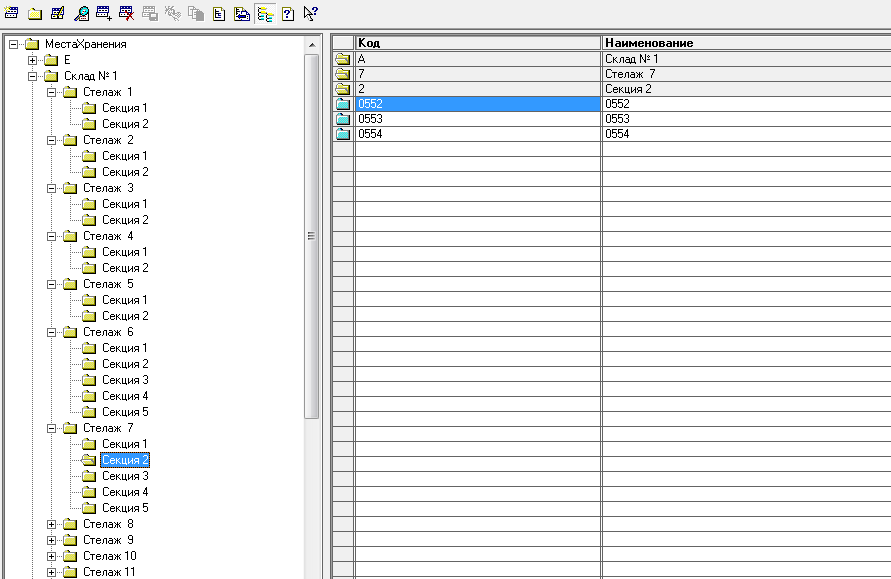 МестаХранения
Е
Склад № 1
Стелаж 1
Секция 1
Секция 2
Стелаж 2
Секция 1
Секция 2
Стелаж 3
Секция 1
Секция 2
Стелаж 4
Секция 1
Секция 2
Стелаж 5
Секция 1
Секция 2
Стелаж 6
Секция 1
Секция 2
Секция 3
Секция 4
Секция 5
Стелаж 7
Секция 1
Секция 2
Секция 3
Секция 4
Секция 5
Стелаж 8
Стелаж 9
Стелаж 10
Стелаж 11
Код Наименование
А Склад № 1
7 Стелаж 7
2 Секция 2
0552 0552
0553 0553
0554 0554